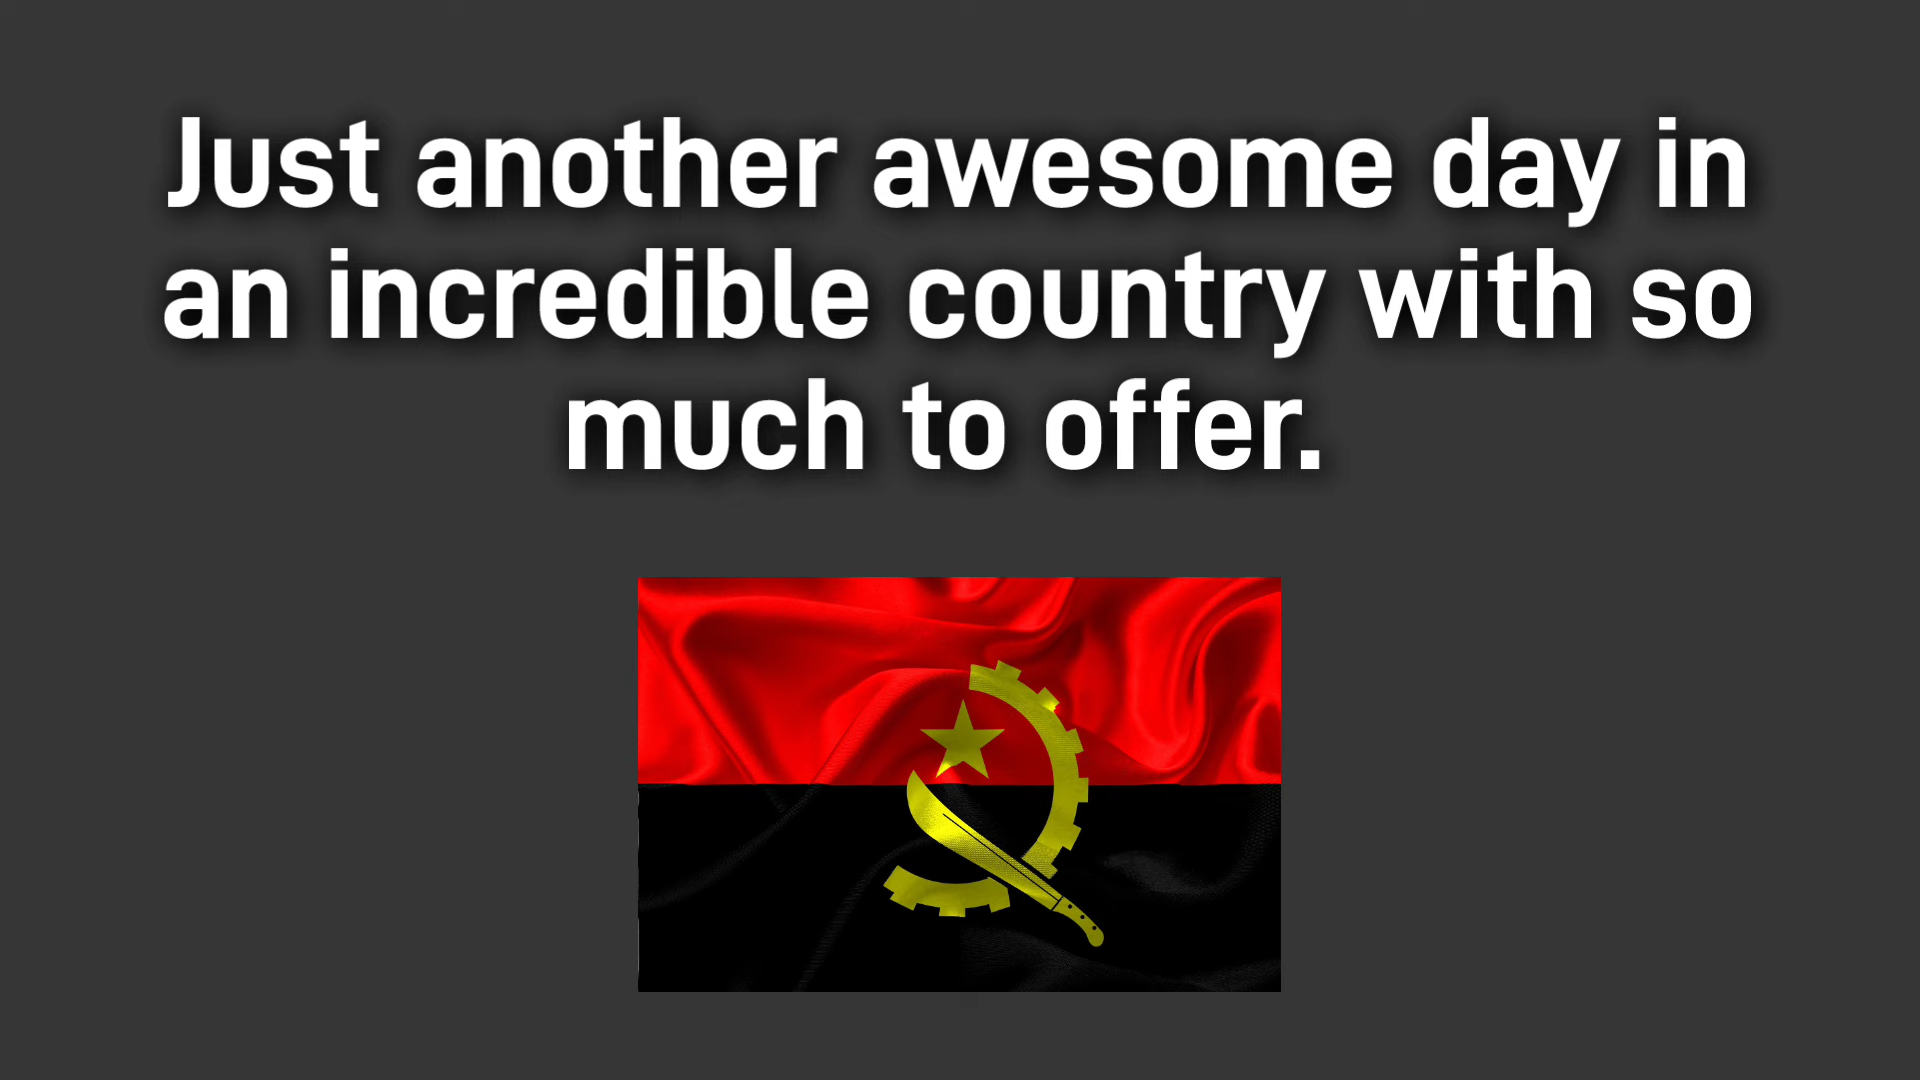 Just another awesome day in
an incredible country with so
much to offer.